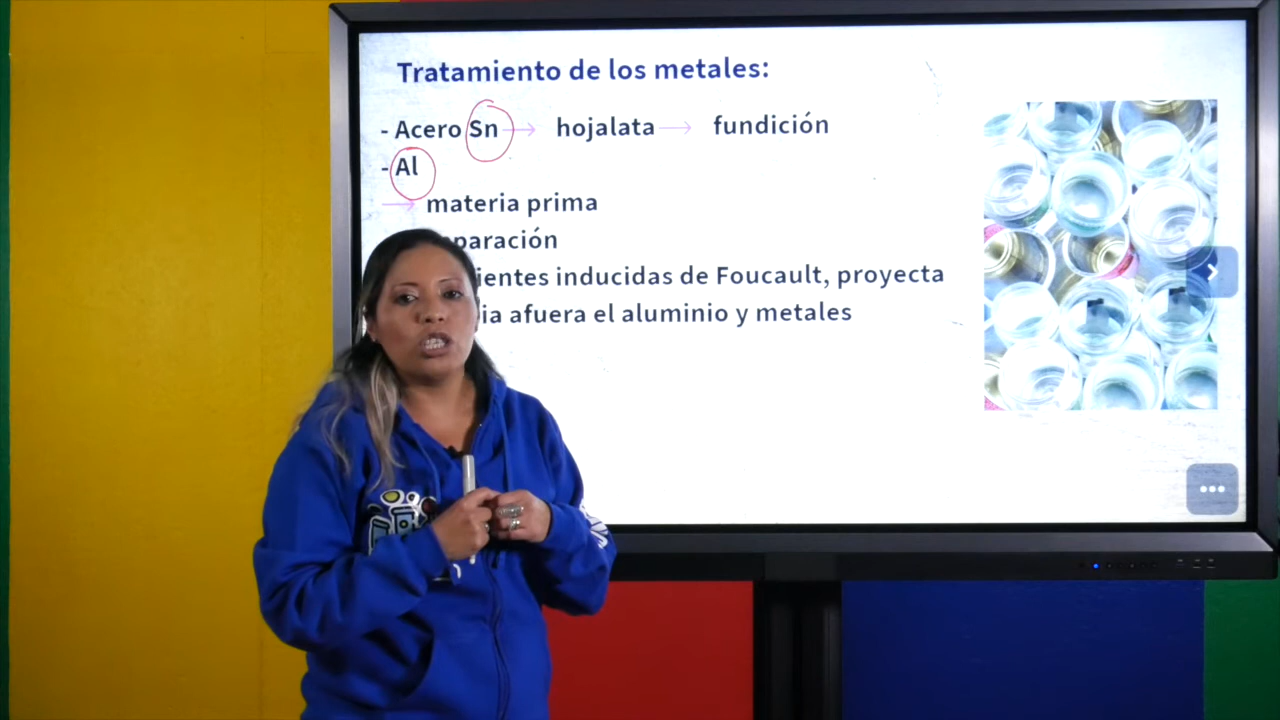 Tratamiento de los metales:
- Acero Sn → hojalata → fundición
- Al
→ materia prima
paración
ientes inducidas de Foucault, proyecta
ia afuera el aluminio y metales